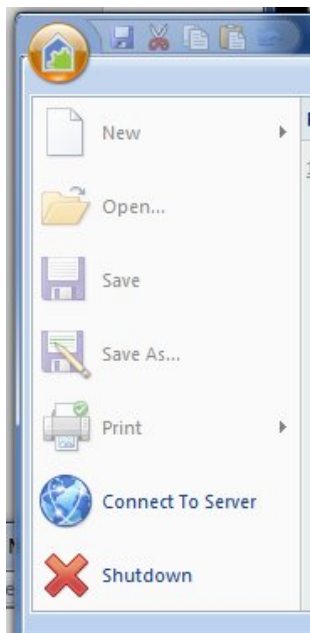 New
Open...
Save
Save As...
Print
Connect To Server
Shutdown